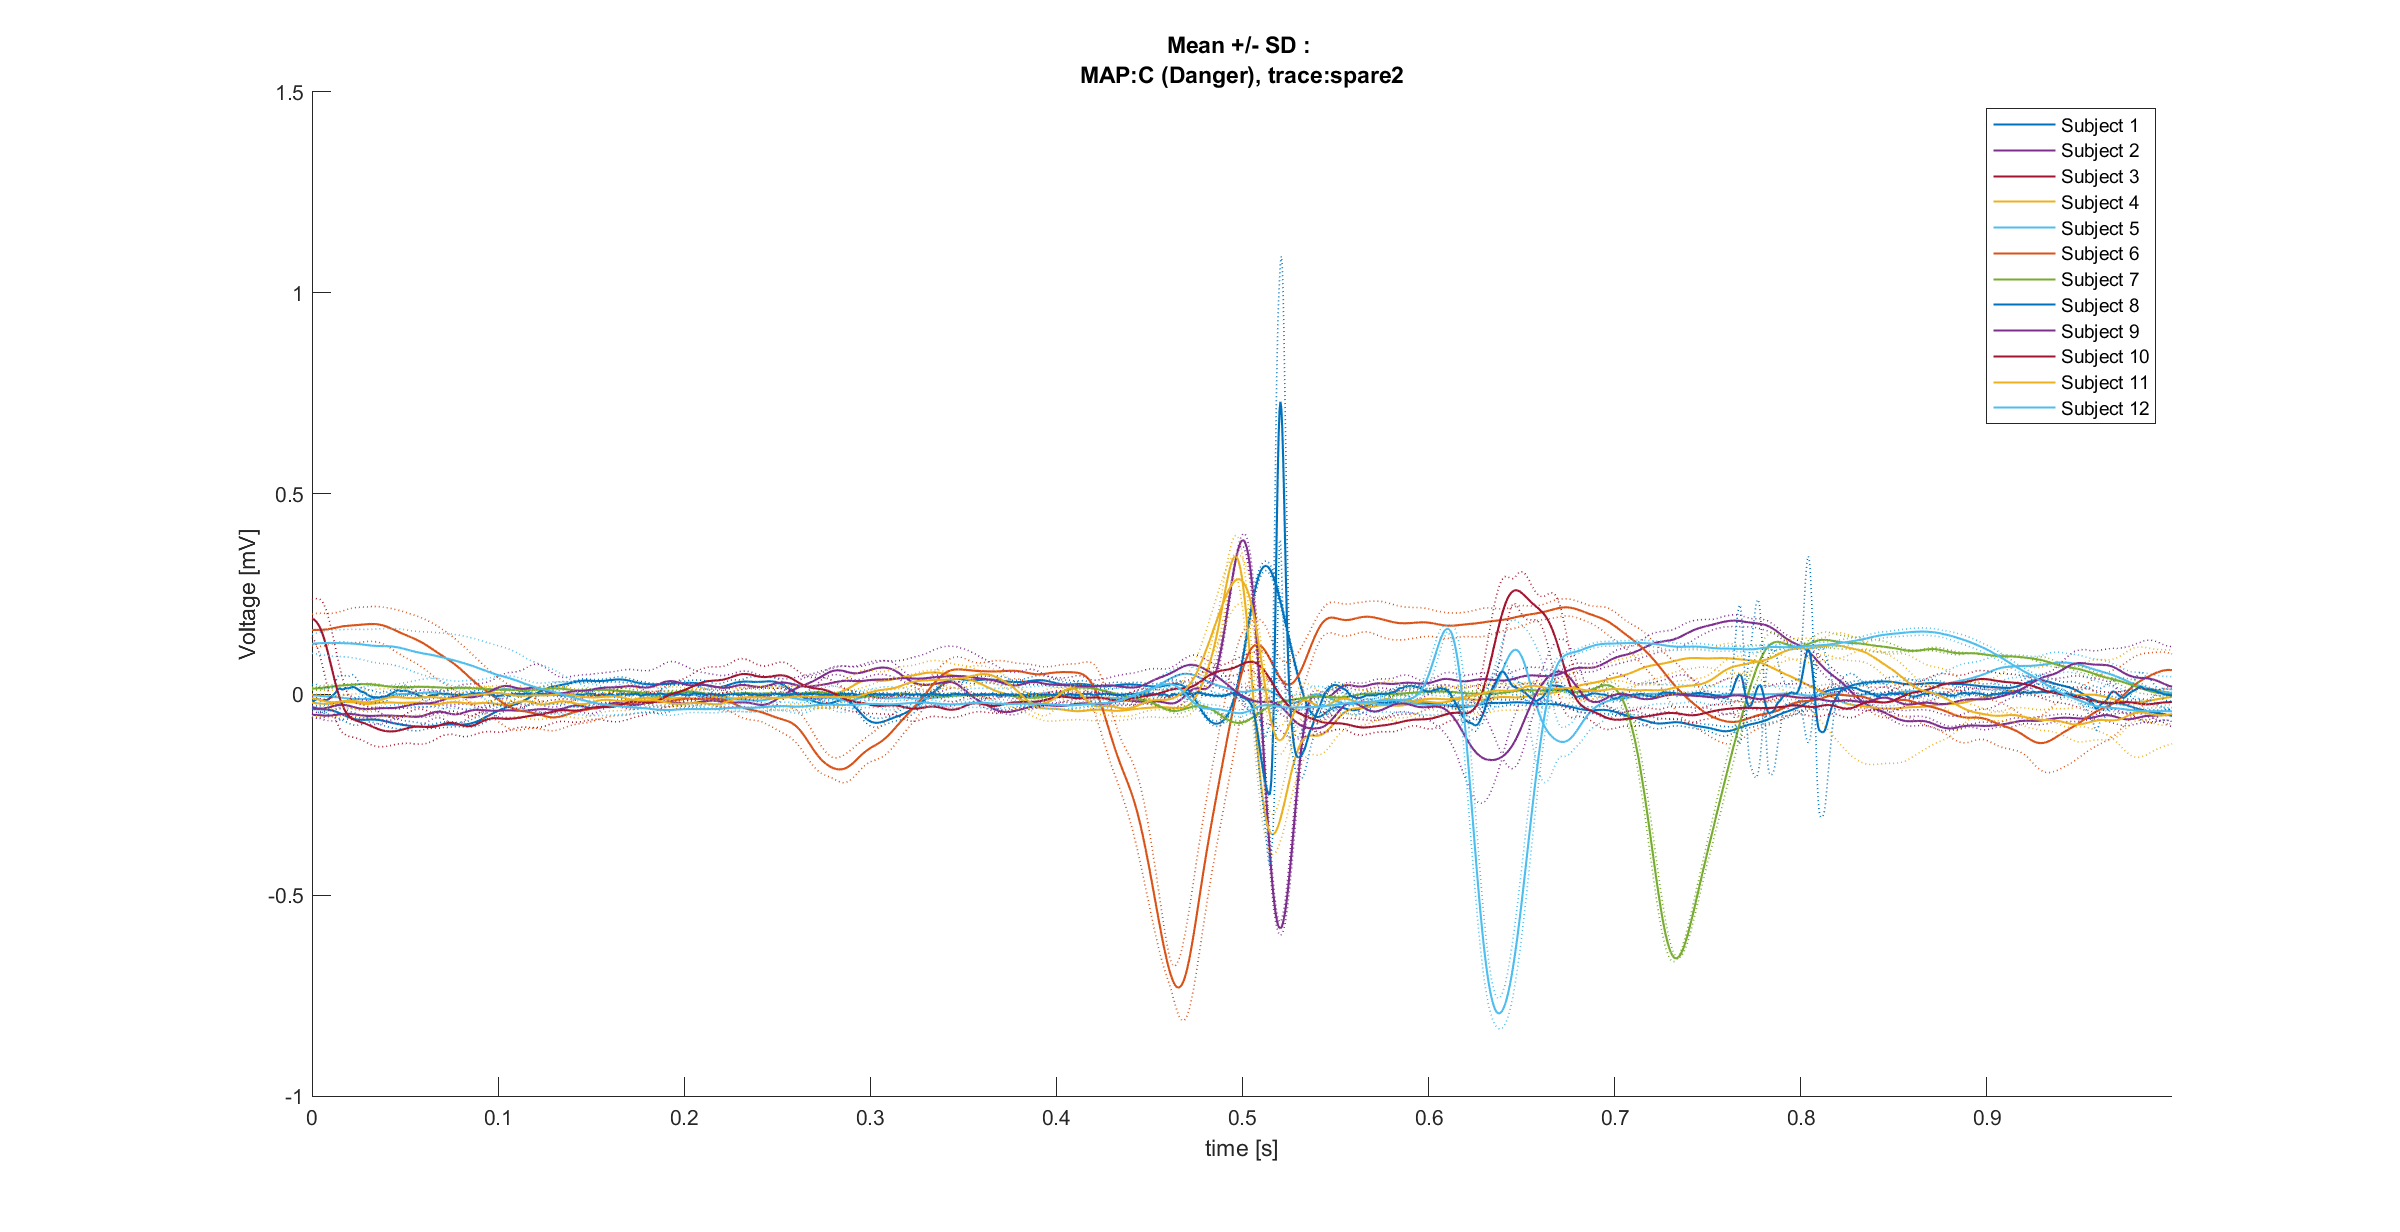 Mean +/- SD :
MAP:C (Danger), trace:spare2
1.5
1
0.5
0
-0.5
-1
Voltage [mV]
0 0.1 0.2 0.3 0.4 0.5 0.6 0.7 0.8 0.9
time [s]
Subject 1
Subject 2
Subject 3
Subject 4
Subject 5
Subject 6
Subject 7
Subject 8
Subject 9
Subject 10
Subject 11
Subject 12